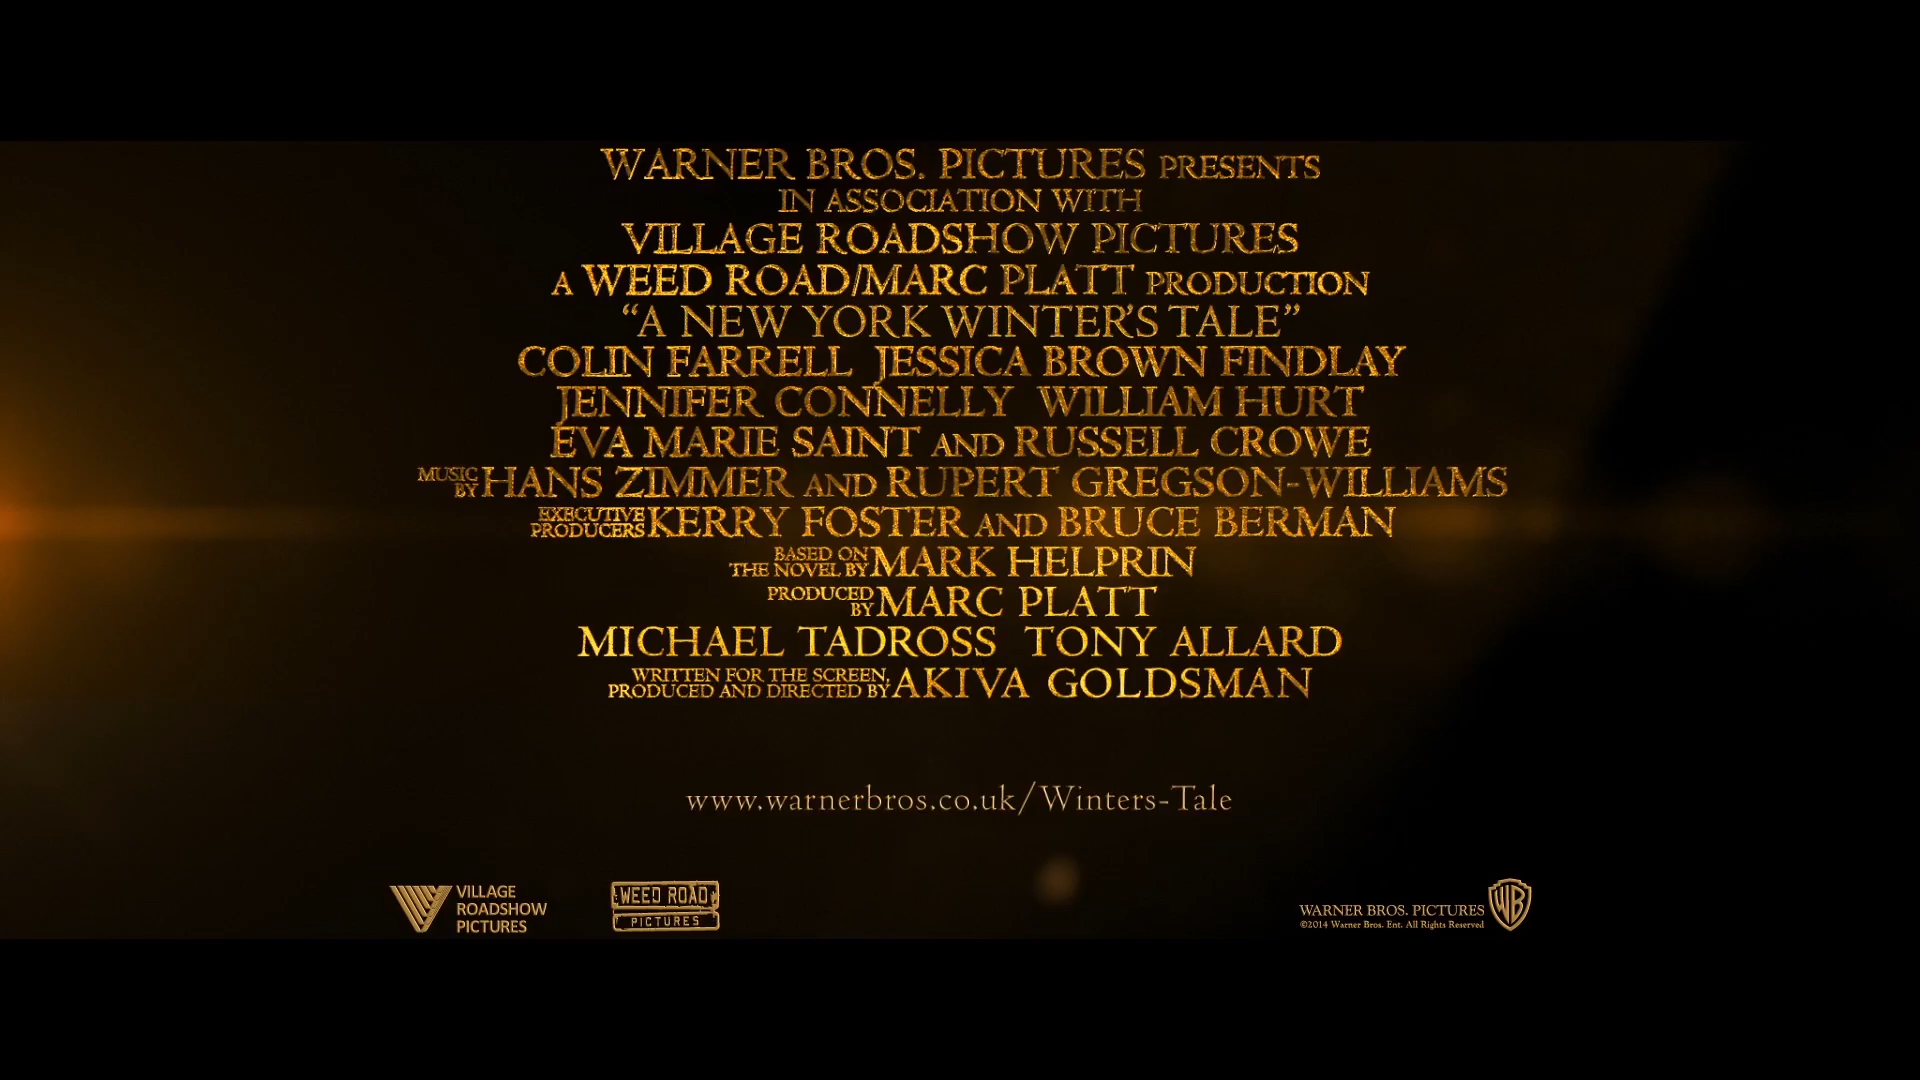 WARNER BROS. PICTURES PRESENTS
IN ASSOCIATION WITH
VILLAGE ROADSHOW PICTURES
A WEED ROAD/MARC PLATT PRODUCTION
“A NEW YORK WINTER'S TALE”
COLIN FARRELL JESSICA BROWN FINDLAY
JENNIFER CONNELLY WILLIAM HURT
EVA MARIE SAINT AND RUSSELL CROWE
MUSIC BY HANS ZIMMER AND RUPERT GREGSON-WILLIAMS
EXECUTIVE PRODUCERS KERRY FOSTER AND BRUCE BERMAN
BASED ON THE NOVEL BY MARK HELPRIN
PRODUCED BY MARC PLATT
MICHAEL TADROSS TONY ALLARD
WRITTEN FOR THE SCREEN, PRODUCED AND DIRECTED BY AKIVA GOLDSMAN
www.warnerbros.co.uk/Winters-Tale
VILLAGE
ROADSHOW
PICTURES
WEED ROAD
PICTURES
WARNER BROS. PICTURES
©2014 Warner Bros. Ent. All Rights Reserved
WB